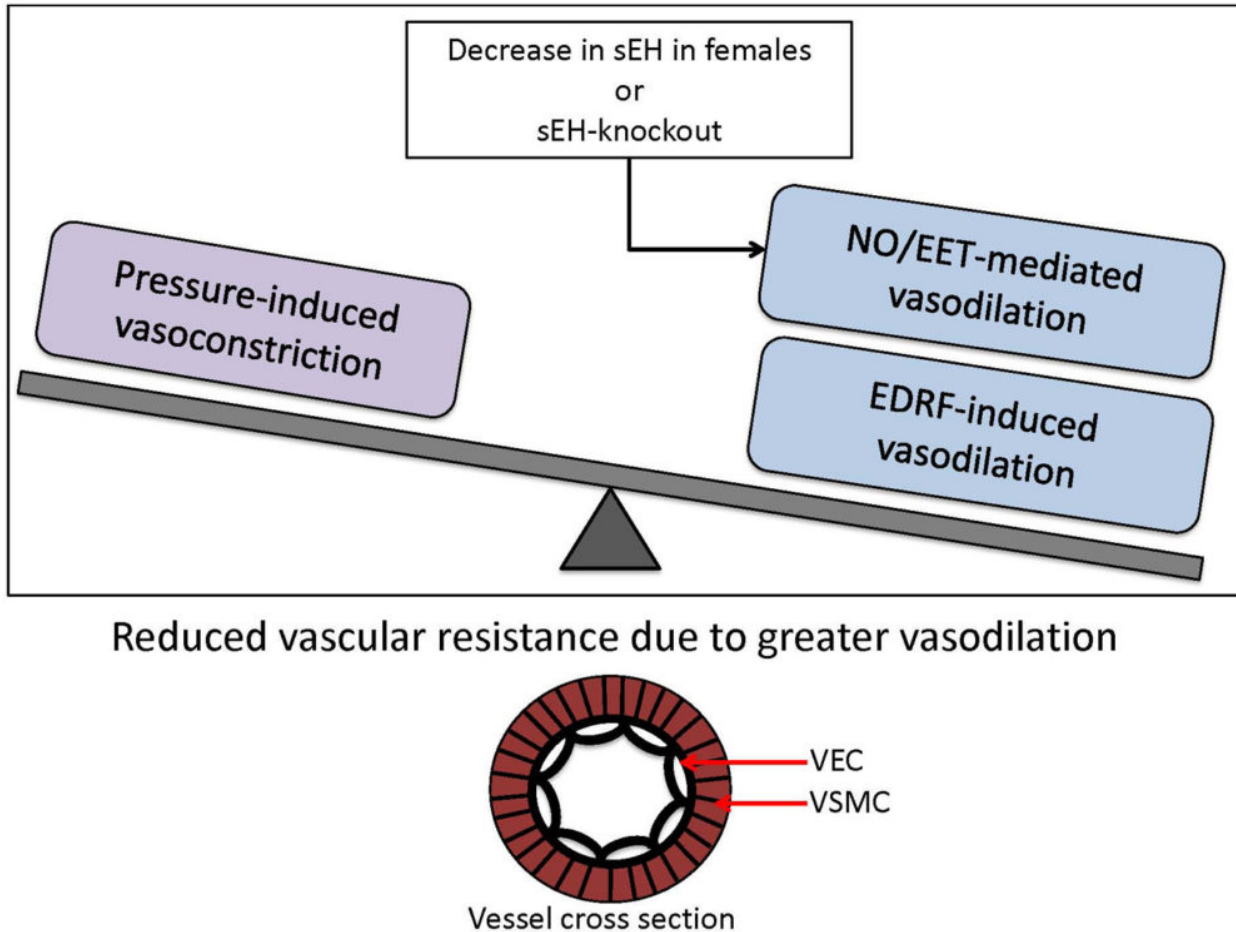 Decrease in sEH in females
or
sEH-knockout
Pressure-induced
vasoconstriction
NO/EET-mediated
vasodilation
EDRF-induced
vasodilation
Reduced vascular resistance due to greater vasodilation
VEC
VSMC
Vessel cross section